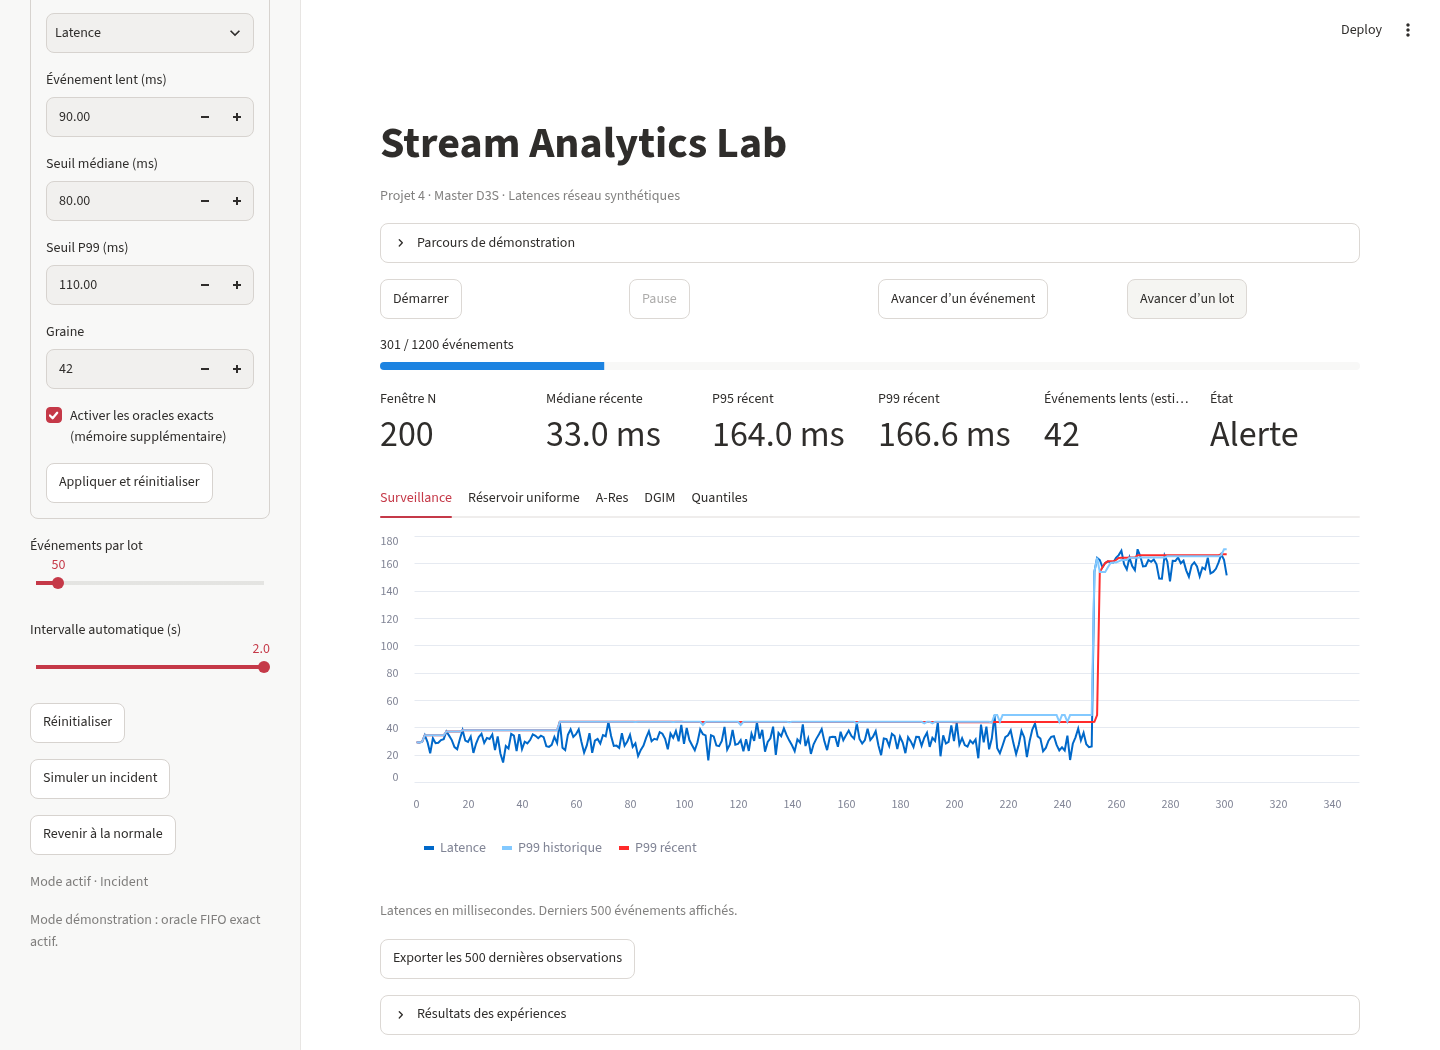 Latence
Événement lent (ms)
90.00
Seuil médiane (ms)
80.00
Seuil P99 (ms)
110.00
Graine
42
Activer les oracles exacts
(mémoire supplémentaire)
Appliquer et réinitialiser
Événements par lot
50
Intervalle automatique (s)
2.0
Réinitialiser
Simuler un incident
Revenir à la normale
Mode actif · Incident
Mode démonstration : oracle FIFO exact
actif.
Deploy
Stream Analytics Lab
Projet 4 · Master D3S · Latences réseau synthétiques
Parcours de démonstration
Démarrer Pause Avancer d’un événement Avancer d’un lot
301 / 1200 événements
Fenêtre N Médiane récente P95 récent P99 récent Événements lents (esti… État
200 33.0 ms 164.0 ms 166.6 ms 42 Alerte
Surveillance Réservoir uniforme A-Res DGIM Quantiles
180
160
140
120
100
80
60
40
20
0
0 20 40 60 80 100 120 140 160 180 200 220 240 260 280 300 320 340
Latence P99 historique P99 récent
Latences en millisecondes. Derniers 500 événements affichés.
Exporter les 500 dernières observations
Résultats des expériences